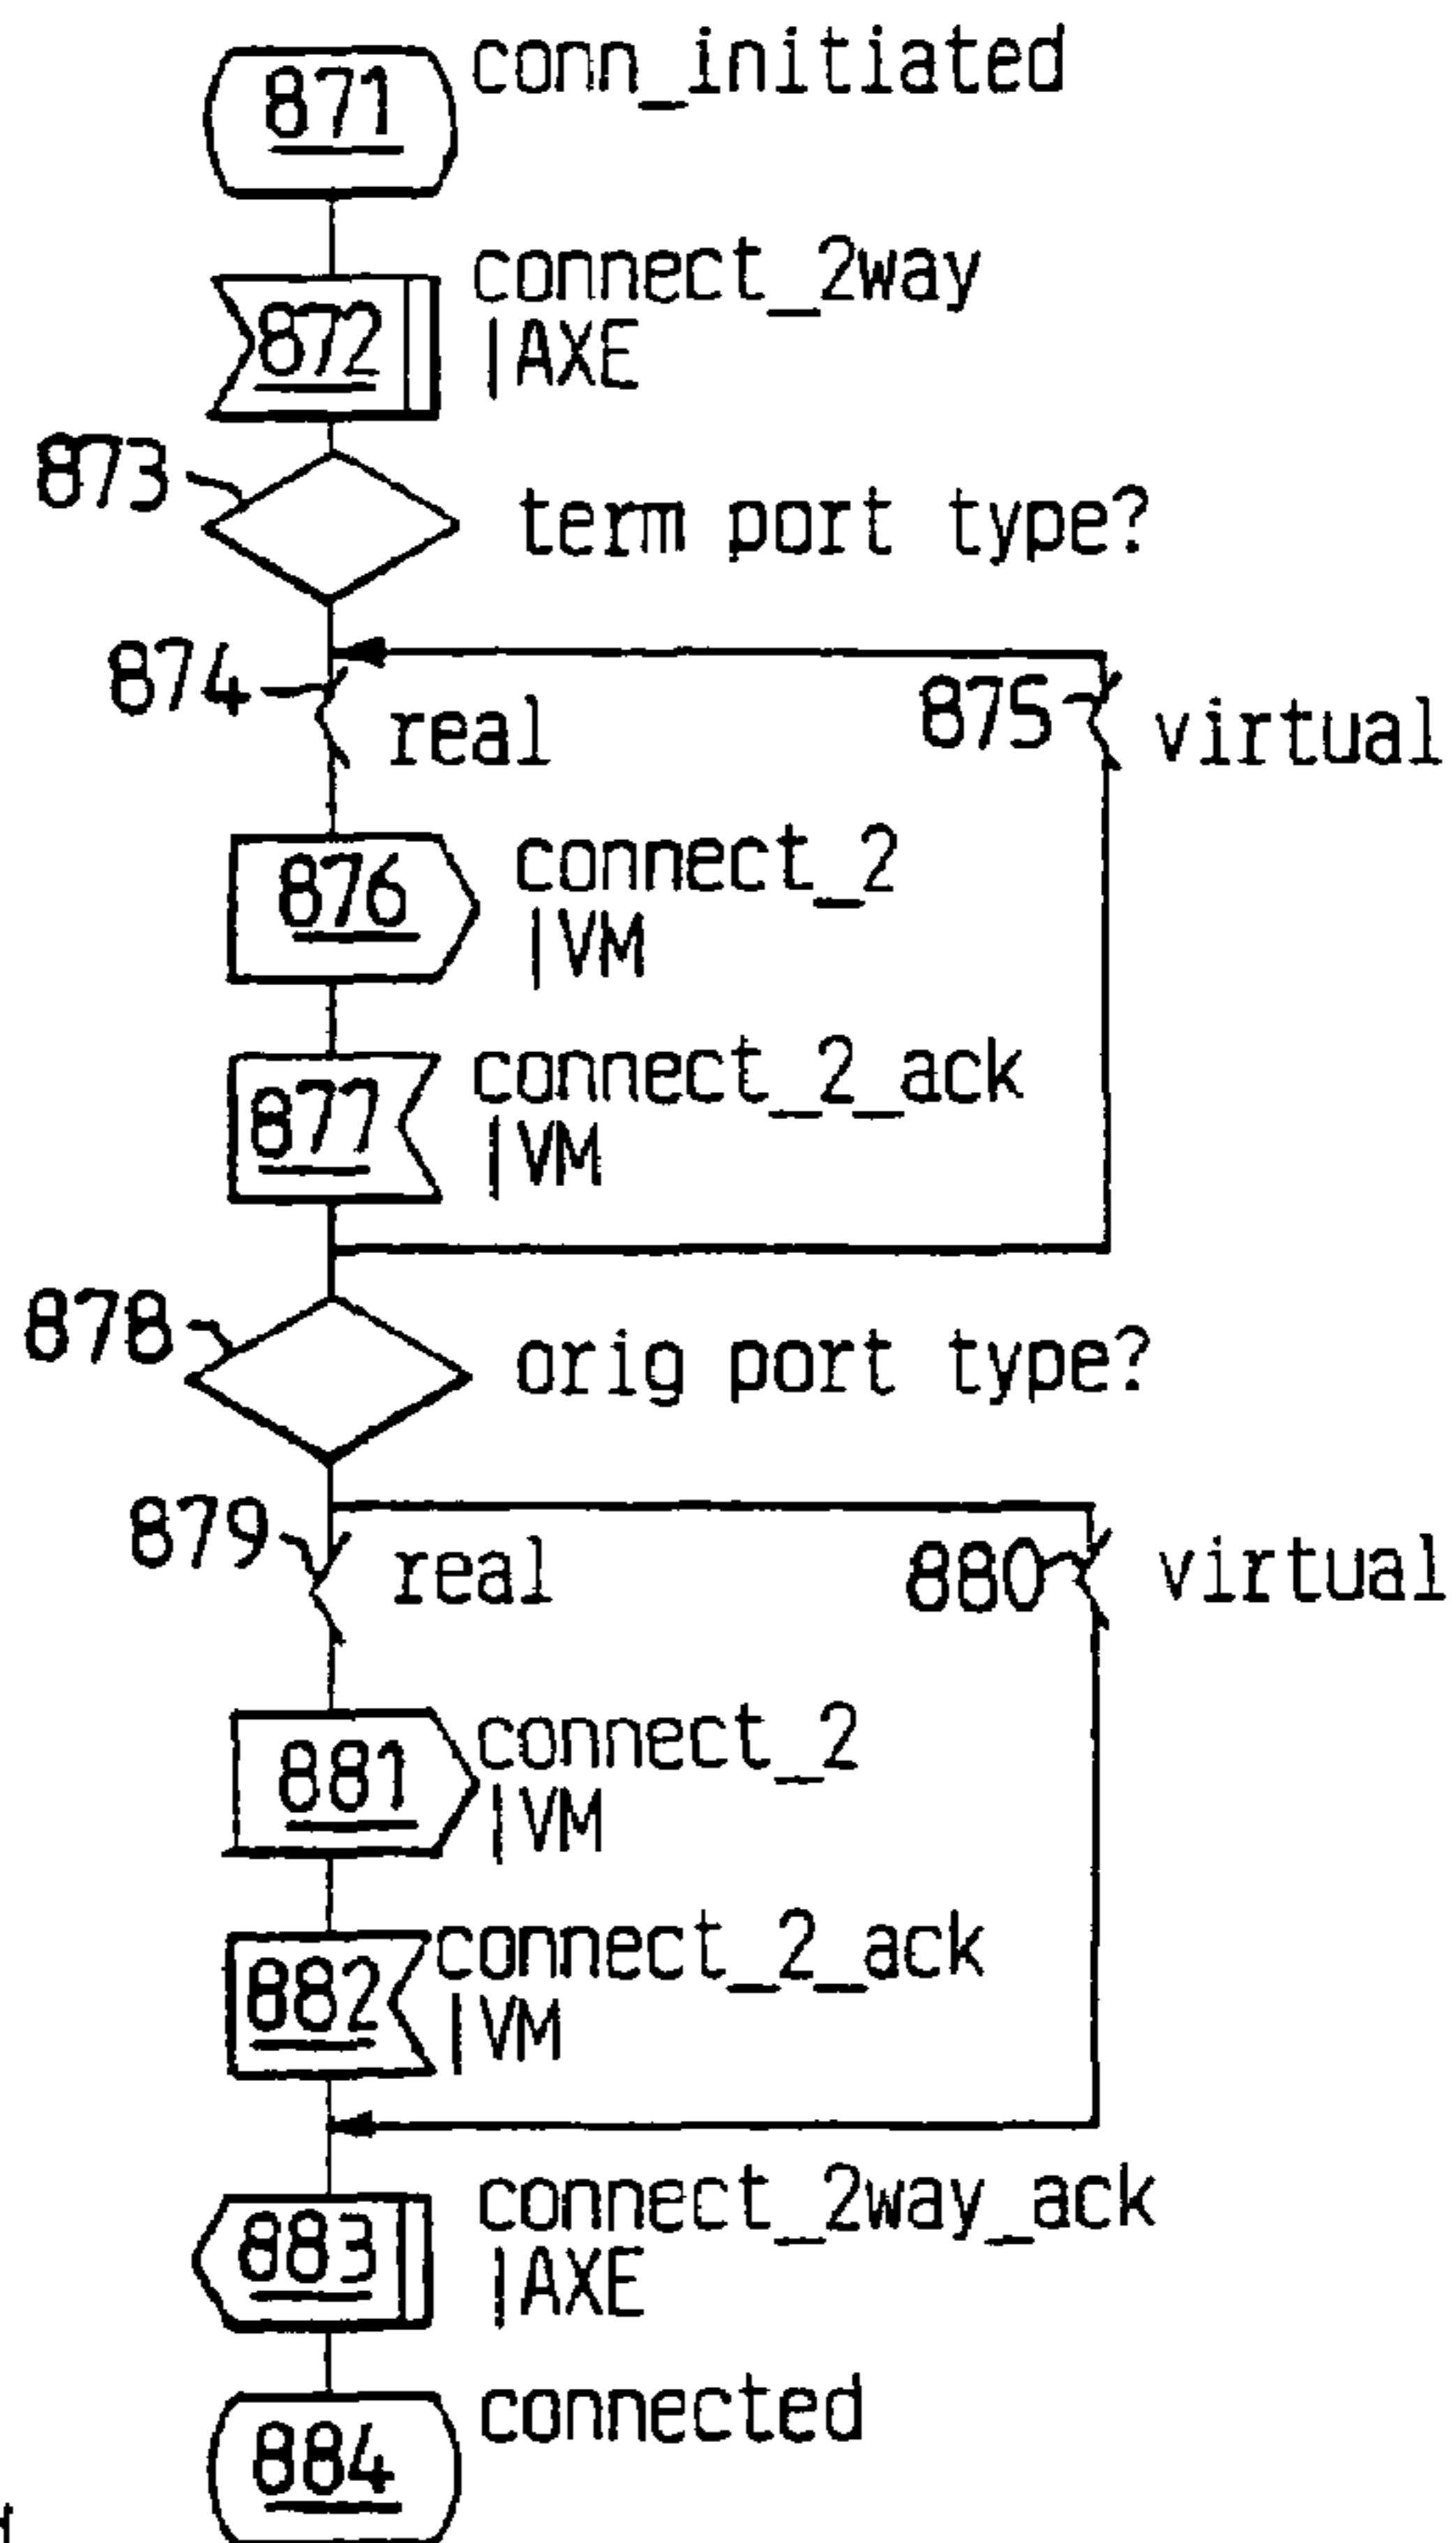 871 conn_initiated
872 connect_2way
|AXE
873 term port type?
874 real 875 virtual
876 connect_2
|VM
877 connect_2_ack
|VM
878 orig port type?
879 real 880 virtual
881 connect_2
|VM
882 connect_2_ack
|VM
883 connect_2way_ack
|AXE
884 connected